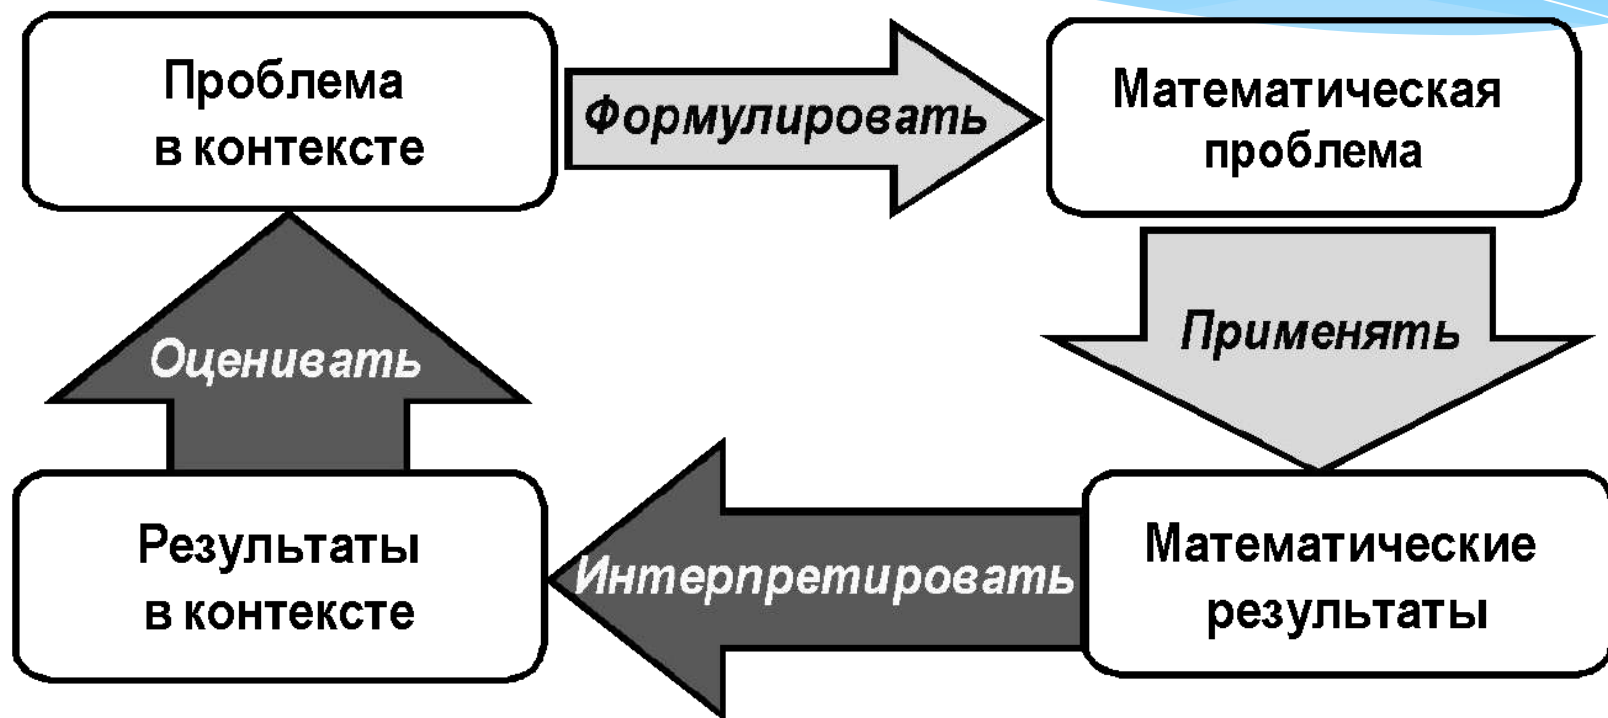 Проблема
в контексте
Формулировать
Математическая
проблема
Применять
Математические
результаты
Интерпретировать
Результаты
в контексте
Оценивать